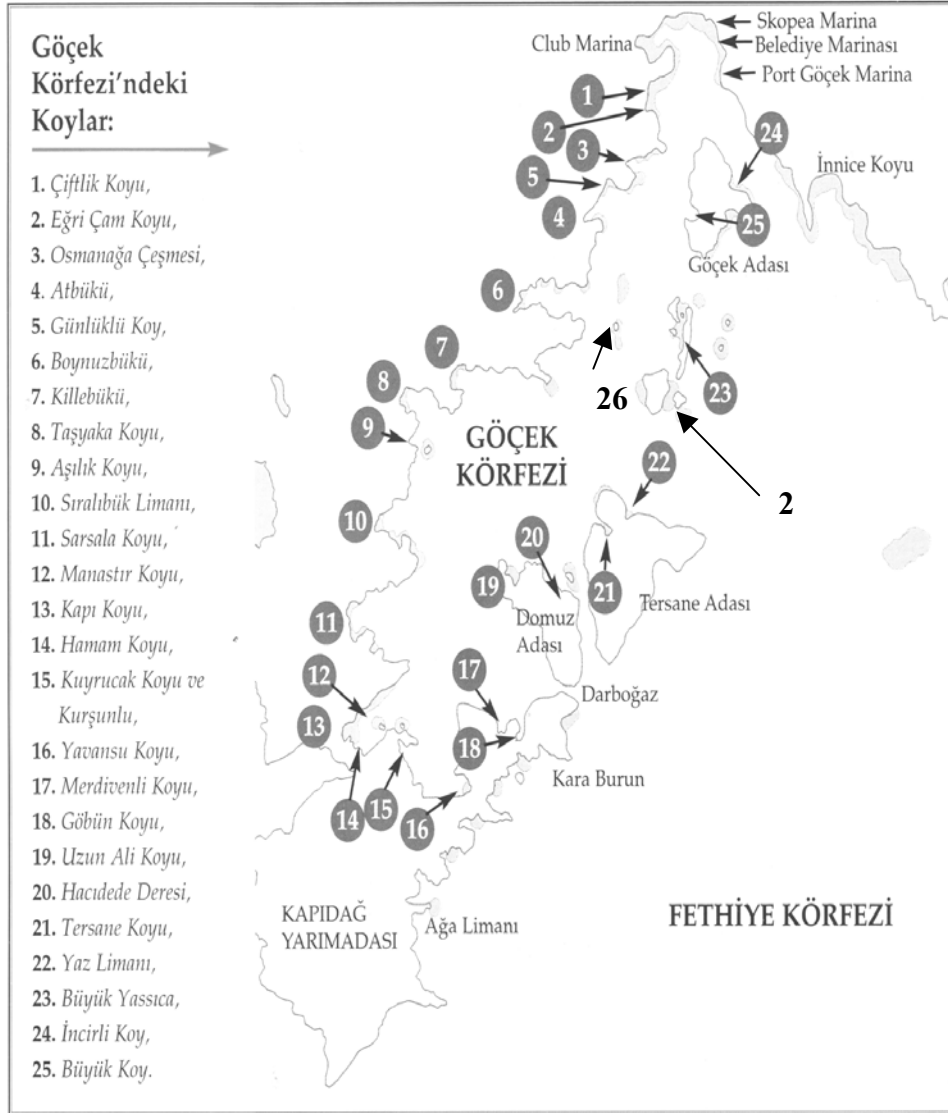 Göçek
Körfezi'ndeki
Koylar:
1. Çiftlik Koyu,
2. Eğri Çam Koyu,
3. Osmanağa Çeşmesi,
4. Atbükü,
5. Günlüklü Koy,
6. Boynuzbükü,
7. Killebükü,
8. Taşyaka Koyu,
9. Aşılık Koyu,
10. Sıralıbük Limanı,
11. Sarsala Koyu,
12. Manastır Koyu,
13. Kapı Koyu,
14. Hamam Koyu,
15. Kuyrucak Koyu ve
Kurşunlu,
16. Yavansu Koyu,
17. Merdivenli Koyu,
18. Göbün Koyu,
19. Uzun Ali Koyu,
20. Hacıdede Deresi,
21. Tersane Koyu,
22. Yaz Limanı,
23. Büyük Yassıca,
24. İncirli Koy,
25. Büyük Koy.
Skopea Marina
Club Marina
Belediye Marinası
Port Göçek Marina
1
2
3
24
İnnice Koyu
5
4
25
Göçek Adası
6
7
26
23
8
9
GÖÇEK
KÖRFEZİ
22
2
10
20
19
21
Domuz
Adası
Tersane Adası
11
12
17
Darboğaz
13
18
Kara Burun
14
15
16
KAPIDAĞ
YARIMADASI
Ağa Limanı
FETHİYE KÖRFEZİ